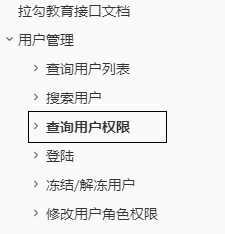 拉勾教育接口文档
用户管理
查询用户列表
搜索用户
查询用户权限
登陆
冻结/解冻用户
修改用户角色权限